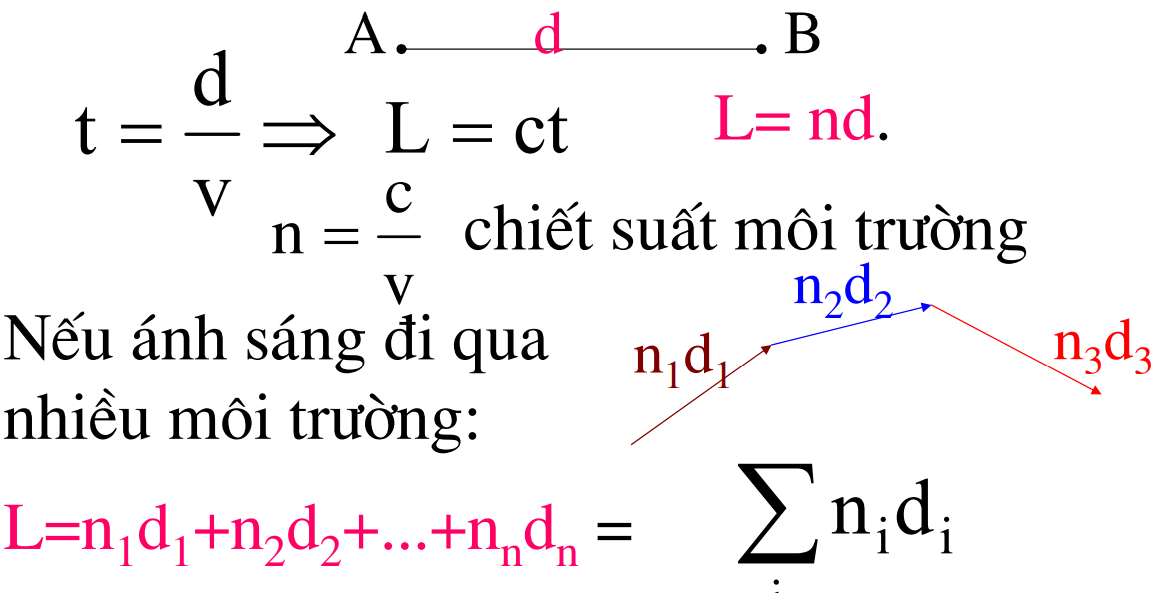 A d B
t = d/v ⇒ L = ct L= nd.
n = c/v chiết suất môi trường
Nếu ánh sáng đi qua
nhiều môi trường:
n₁d₁ n₂d₂ n₃d₃
L=n₁d₁+n₂d₂+...+nₙdₙ = ∑ nᵢdᵢ